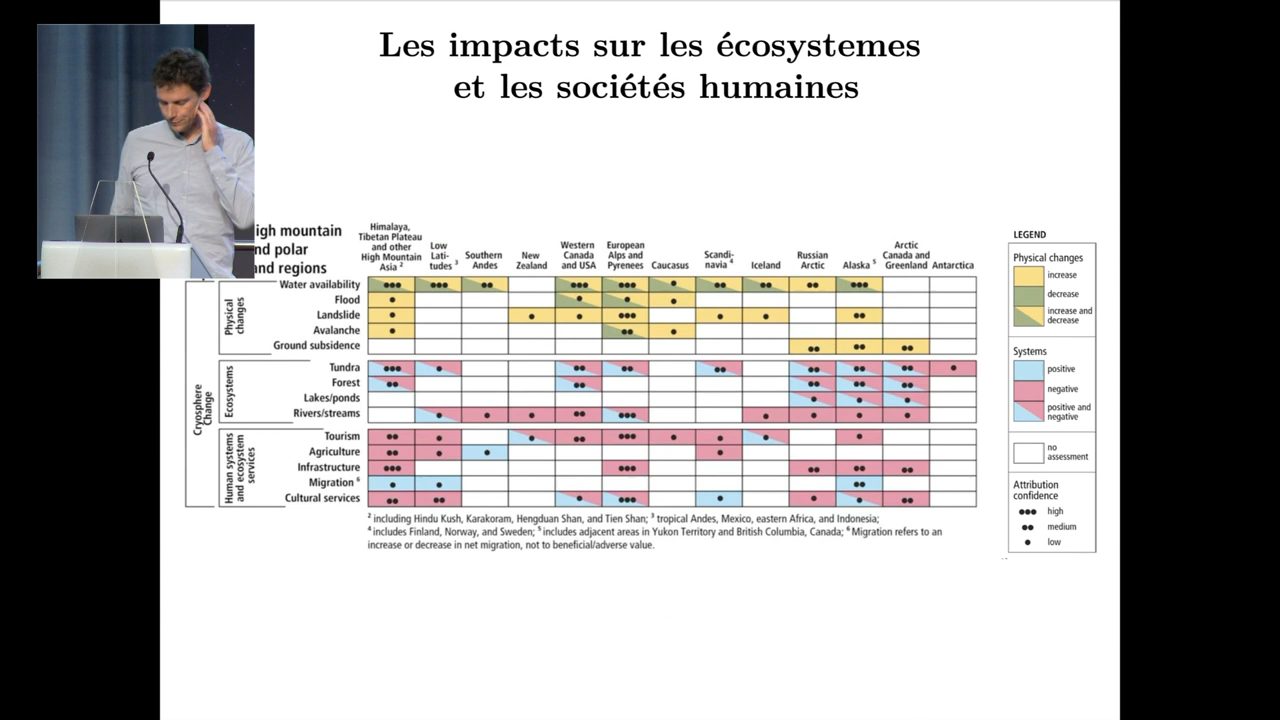 Les impacts sur les écosystemes
et les sociétés humaines
igh mountain
nd polar
and regions
Himalaya,
Tibetan Plateau
and other
High Mountain
Asia 2
Low
Lati-
tudes 3
Southern
Andes
New
Zealand
Western
Canada
and USA
European
Alps and
Pyrenees
Caucasus
Scandi-
navia 4
Iceland
Russian
Arctic
Alaska 5
Arctic
Canada and
Greenland
Antarctica
Cryosphere
Change
Physical
changes
Water availability
Flood
Landslide
Avalanche
Ground subsidence
Ecosystems
Tundra
Forest
Lakes/ponds
Rivers/streams
Human systems
and ecosystem
services
Tourism
Agriculture
Infrastructure
Migration 6
Cultural services
2 including Hindu Kush, Karakoram, Hengduan Shan, and Tien Shan; 3 tropical Andes, Mexico, eastern Africa, and Indonesia;
4 includes Finland, Norway, and Sweden; 5 includes adjacent areas in Yukon Territory and British Columbia, Canada; 6 Migration refers to an
increase or decrease in net migration, not to beneficial/adverse value.
LEGEND
Physical changes
increase
decrease
increase and
decrease
Systems
positive
negative
positive and
negative
no
assessment
Attribution
confidence
high
medium
low